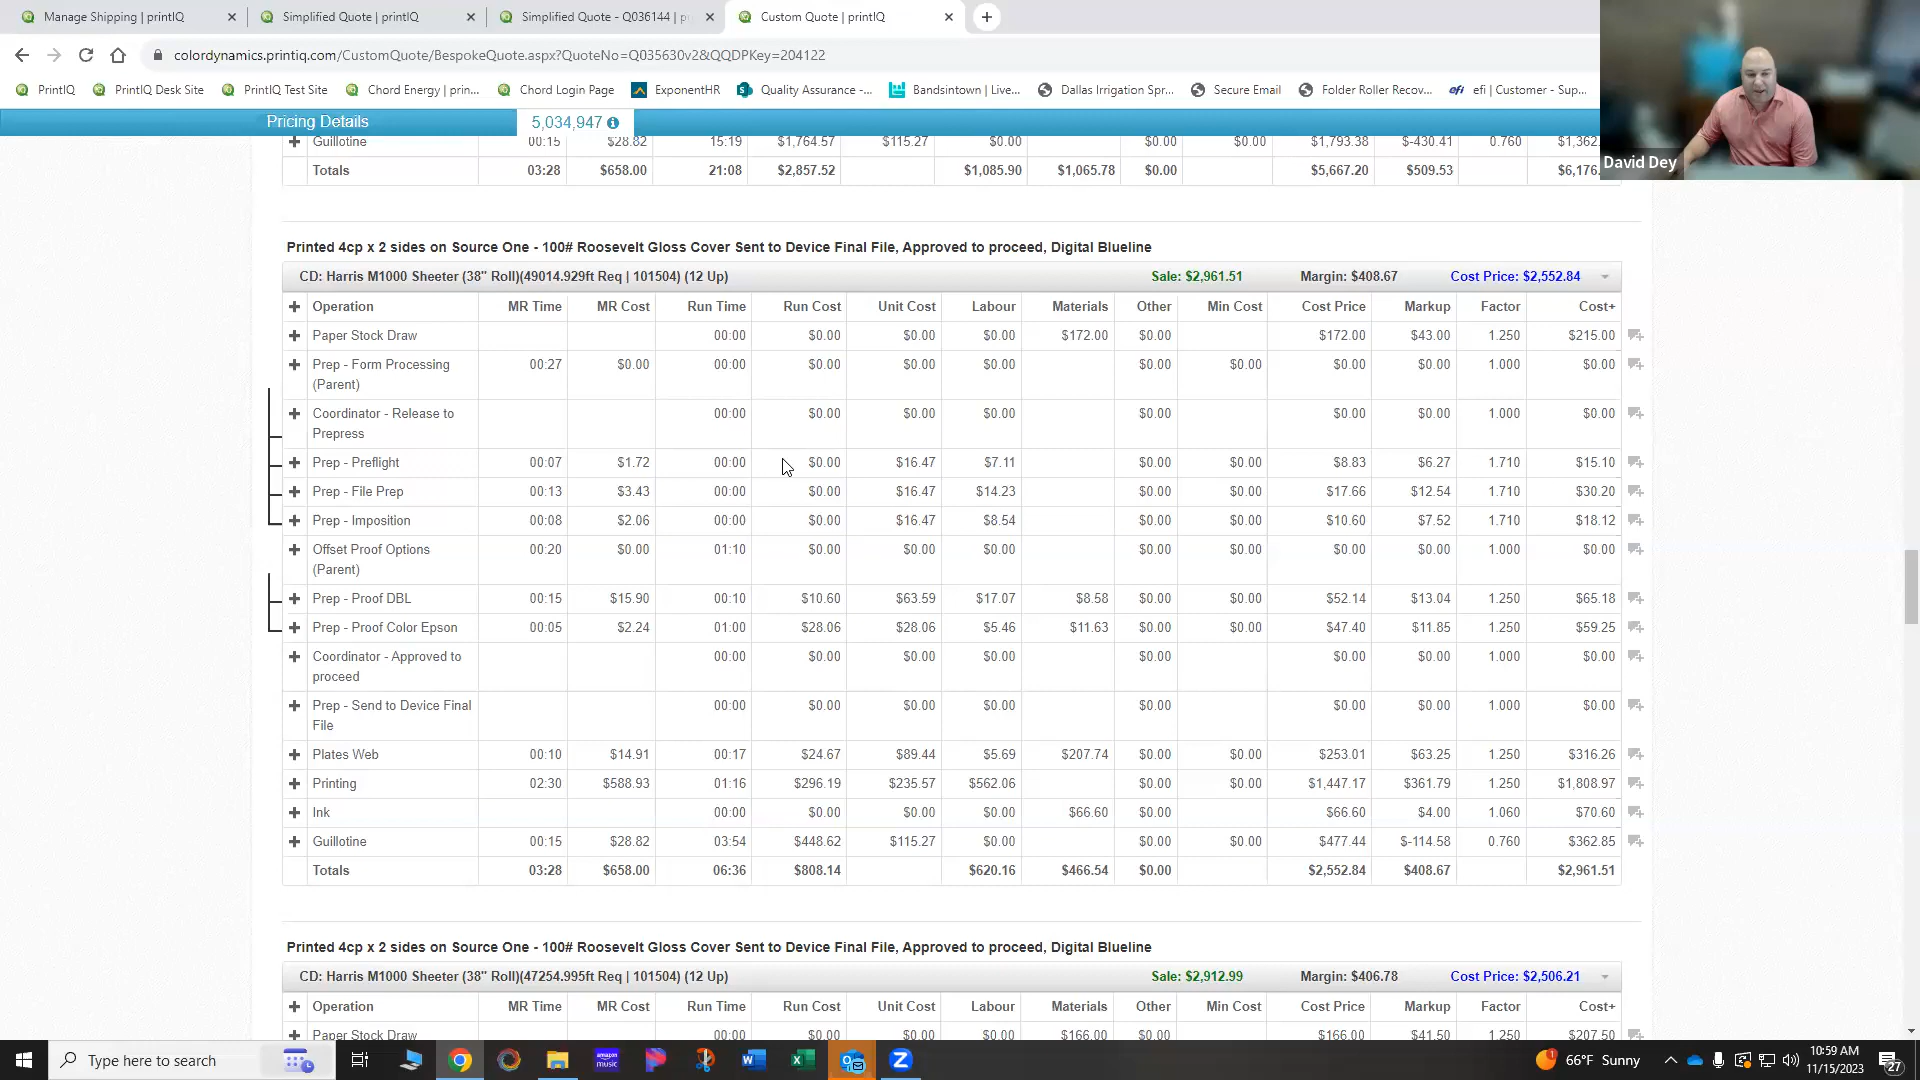 Manage Shipping | printIQ
Simplified Quote | printIQ
Simplified Quote - Q036144 | p
Custom Quote | printIQ
colordynamics.printiq.com/CustomQuote/BespokeQuote.aspx?QuoteNo=Q035630v2&QQDPKey=204122
PrintIQ PrintIQ Desk Site PrintIQ Test Site Chord Energy | prin... Chord Login Page ExponentHR Quality Assurance -... Bandsintown | Live... Dallas Irrigation Spr... Secure Email Folder Roller Recov... efi efi | Customer - Sup...
Pricing Details 5,034,947
Guillotine 00:15 $28.82 15:19 $1,764.57 $115.27 $0.00 $0.00 $0.00 $1,793.38 $-430.41 0.760 $1,362
Totals 03:28 $658.00 21:08 $2,857.52 $1,085.90 $1,065.78 $0.00 $5,667.20 $509.53 $6,176
David Dey
Printed 4cp x 2 sides on Source One - 100# Roosevelt Gloss Cover Sent to Device Final File, Approved to proceed, Digital Blueline
CD: Harris M1000 Sheeter (38" Roll)(49014.929ft Req | 101504) (12 Up) Sale: $2,961.51 Margin: $408.67 Cost Price: $2,552.84
Operation MR Time MR Cost Run Time Run Cost Unit Cost Labour Materials Other Min Cost Cost Price Markup Factor Cost+
Paper Stock Draw 00:00 $0.00 $0.00 $0.00 $172.00 $0.00 $172.00 $43.00 1.250 $215.00
Prep - Form Processing 00:27 $0.00 00:00 $0.00 $0.00 $0.00 $0.00 $0.00 $0.00 $0.00 1.000 $0.00
(Parent)
Coordinator - Release to 00:00 $0.00 $0.00 $0.00 $0.00 $0.00 $0.00 1.000 $0.00
Prepress
Prep - Preflight 00:07 $1.72 00:00 $0.00 $16.47 $7.11 $0.00 $0.00 $8.83 $6.27 1.710 $15.10
Prep - File Prep 00:13 $3.43 00:00 $0.00 $16.47 $14.23 $0.00 $0.00 $17.66 $12.54 1.710 $30.20
Prep - Imposition 00:08 $2.06 00:00 $0.00 $16.47 $8.54 $0.00 $0.00 $10.60 $7.52 1.710 $18.12
Offset Proof Options 00:20 $0.00 01:10 $0.00 $0.00 $0.00 $0.00 $0.00 $0.00 $0.00 1.000 $0.00
(Parent)
Prep - Proof DBL 00:15 $15.90 00:10 $10.60 $63.59 $17.07 $8.58 $0.00 $0.00 $52.14 $13.04 1.250 $65.18
Prep - Proof Color Epson 00:05 $2.24 01:00 $28.06 $28.06 $5.46 $11.63 $0.00 $0.00 $47.40 $11.85 1.250 $59.25
Coordinator - Approved to 00:00 $0.00 $0.00 $0.00 $0.00 $0.00 $0.00 1.000 $0.00
proceed
Prep - Send to Device Final 00:00 $0.00 $0.00 $0.00 $0.00 $0.00 $0.00 1.000 $0.00
File
Plates Web 00:10 $14.91 00:17 $24.67 $89.44 $5.69 $207.74 $0.00 $0.00 $253.01 $63.25 1.250 $316.26
Printing 02:30 $588.93 01:16 $296.19 $235.57 $562.06 $0.00 $0.00 $1,447.17 $361.79 1.250 $1,808.97
Ink 00:00 $0.00 $0.00 $0.00 $66.60 $0.00 $66.60 $4.00 1.060 $70.60
Guillotine 00:15 $28.82 03:54 $448.62 $115.27 $0.00 $0.00 $0.00 $477.44 $-114.58 0.760 $362.85
Totals 03:28 $658.00 06:36 $808.14 $620.16 $466.54 $0.00 $2,552.84 $408.67 $2,961.51
Printed 4cp x 2 sides on Source One - 100# Roosevelt Gloss Cover Sent to Device Final File, Approved to proceed, Digital Blueline
CD: Harris M1000 Sheeter (38" Roll)(47254.995ft Req | 101504) (12 Up) Sale: $2,912.99 Margin: $406.78 Cost Price: $2,506.21
Operation MR Time MR Cost Run Time Run Cost Unit Cost Labour Materials Other Min Cost Cost Price Markup Factor Cost+
Paper Stock Draw 00:00 $0.00 $0.00 $0.00 $166.00 $0.00 $166.00 $41.50 1.250 $207.50
Type here to search
amazon music
66°F Sunny
10:59 AM
11/15/2023
27